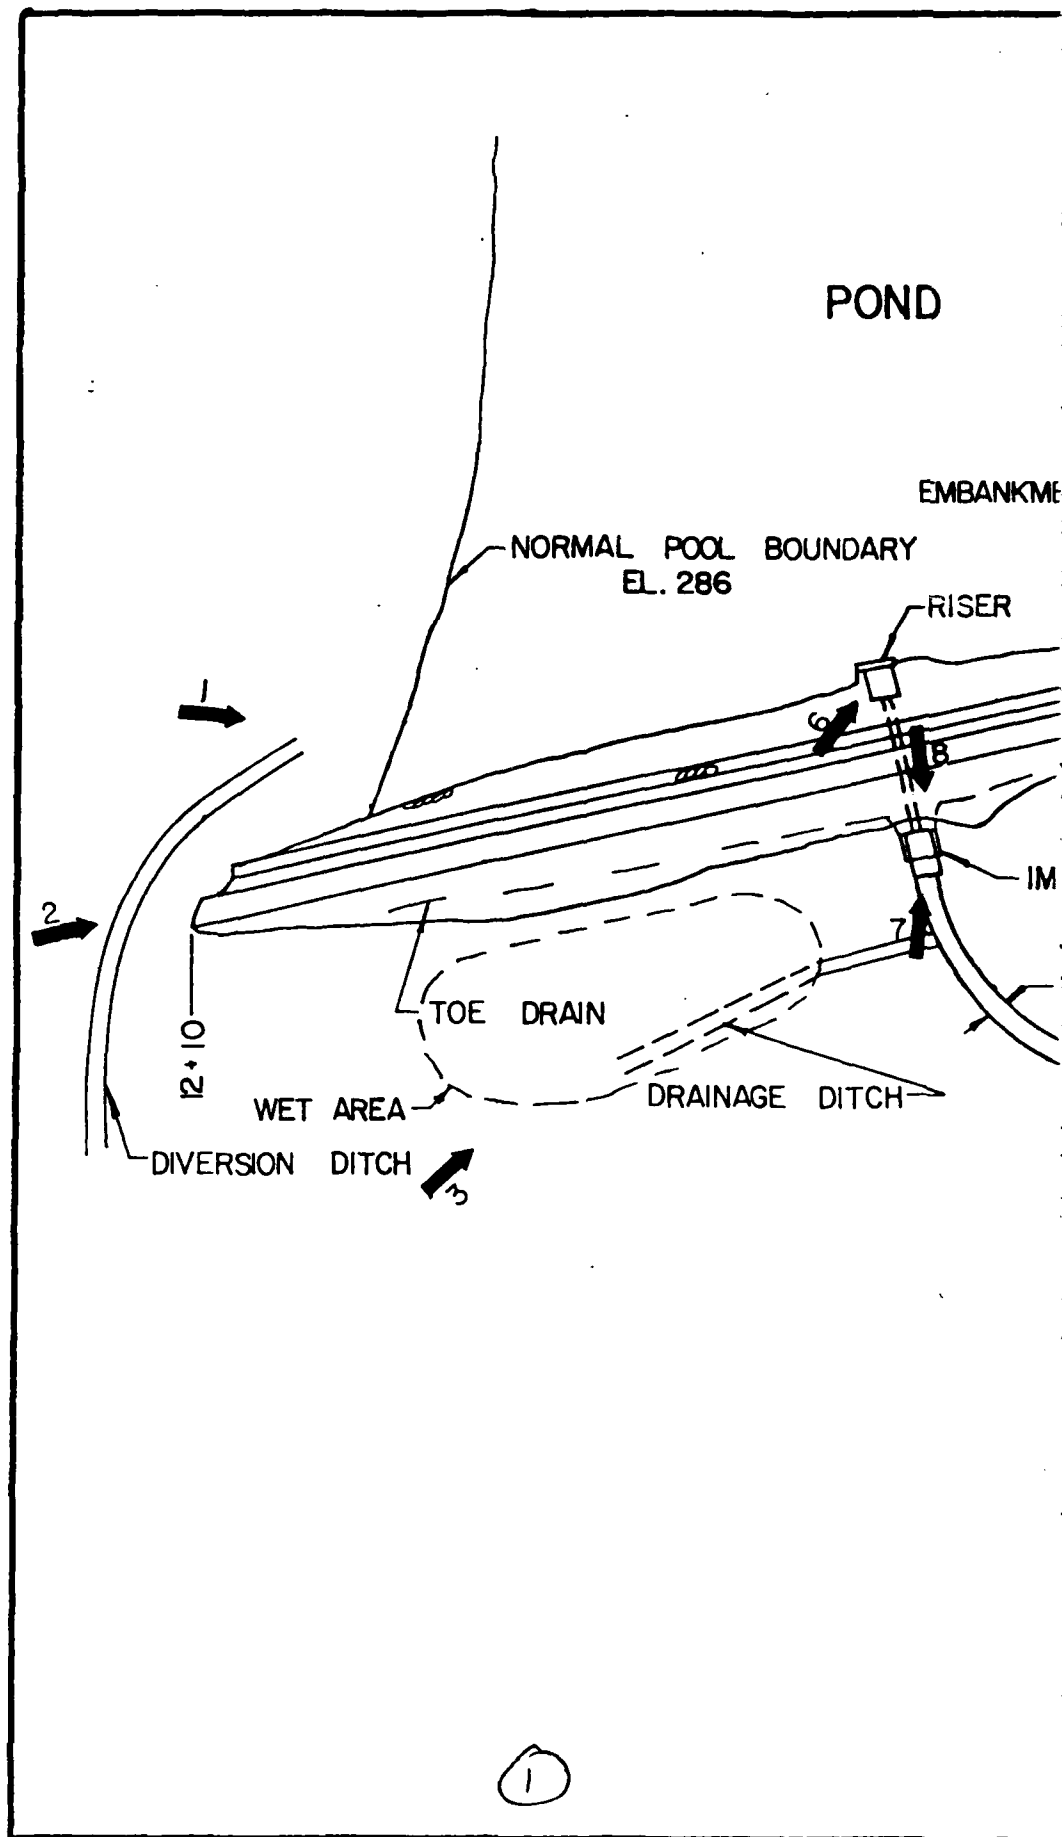 POND
EMBANKME
NORMAL POOL BOUNDARY
EL. 286
RISER
1
6
8
2
IM
7
TOE DRAIN
12+10
WET AREA
DRAINAGE DITCH
DIVERSION DITCH
3
1